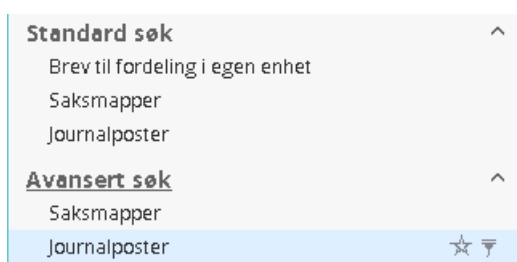 Standard søk
Brev til fordeling i egen enhet
Saksmapper
Journalposter
Avansert søk
Saksmapper
Journalposter